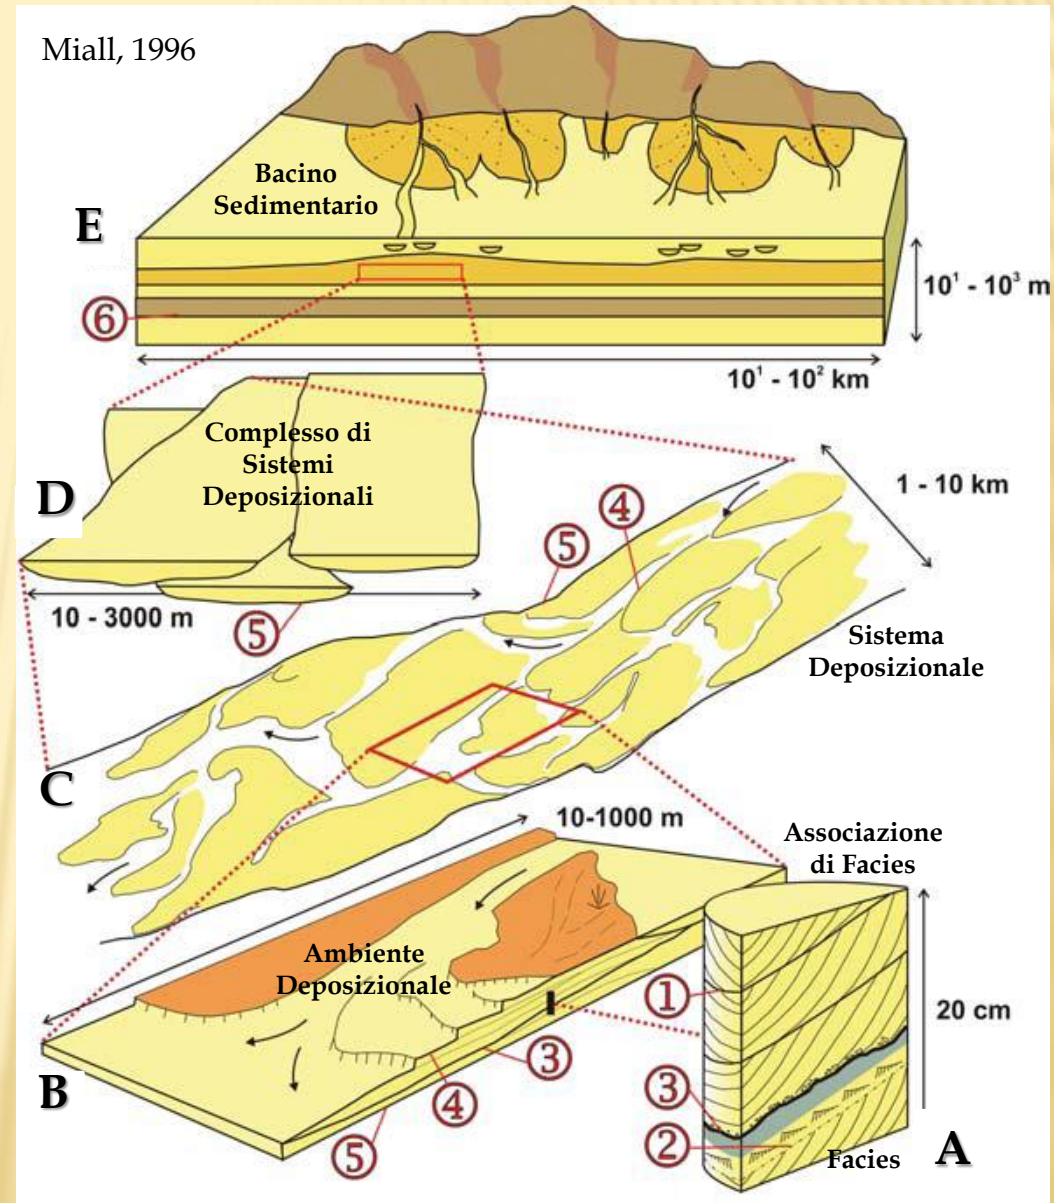 Miall, 1996
Bacino
Sedimentario
E
10¹ - 10³ m
6
10¹ - 10² km
Complesso di
Sistemi
Deposizionali
D
1 - 10 km
4
5
10 - 3000 m
5
Sistema
Deposizionale
C
10-1000 m
Associazione
di Facies
Ambiente
Deposizionale
1
20 cm
3
3
B
4
2
5
Facies
A